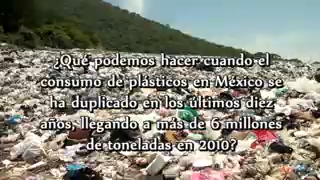 ¿Qué podemos hacer cuando el
consumo de plásticos en México se
ha duplicado en los últimos diez
años, llegando a más de 6 millones
de toneladas en 2010?